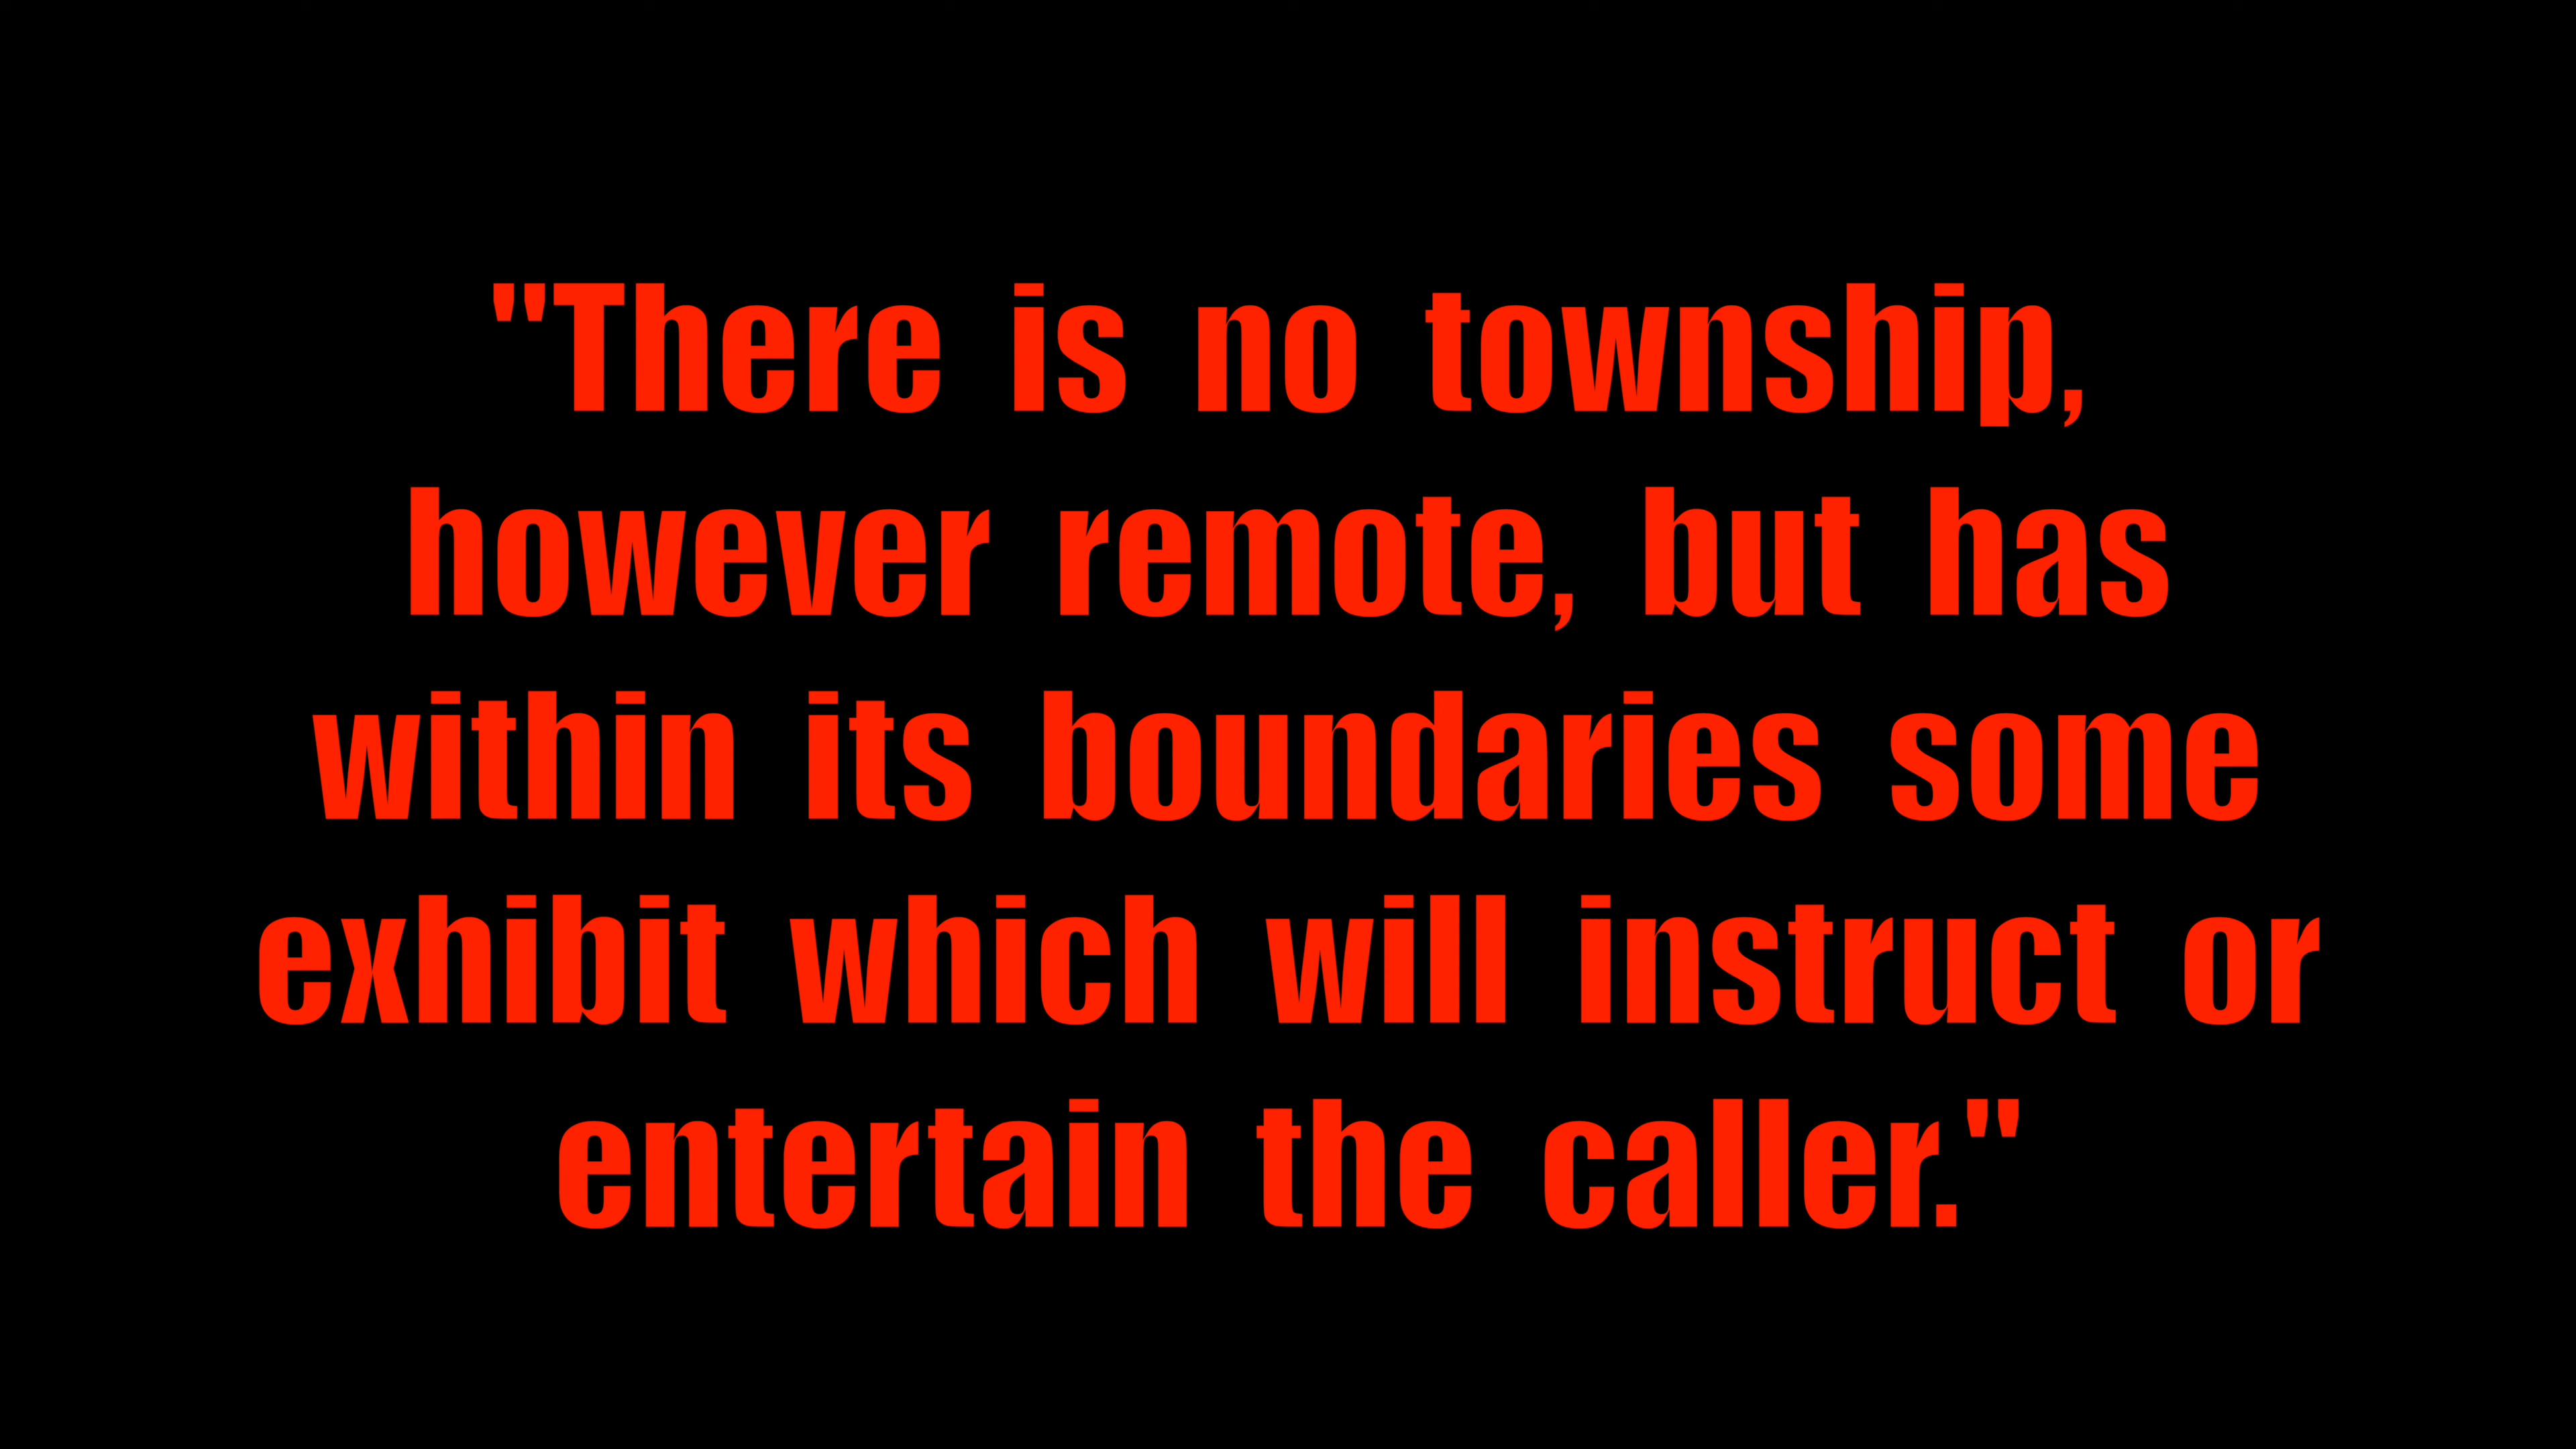 "There is no township,
however remote, but has
within its boundaries some
exhibit which will instruct or
entertain the caller."